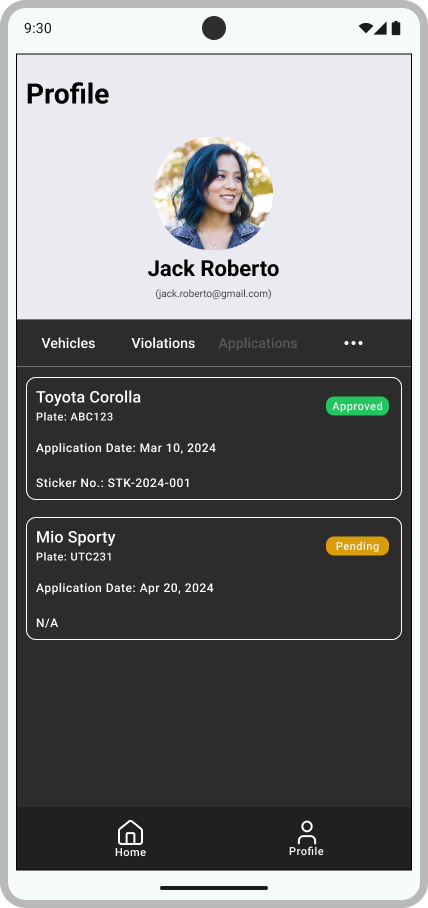 9:30
Profile
Jack Roberto
(jack.roberto@gmail.com)
Vehicles Violations Applications •••
Toyota Corolla
Approved
Plate: ABC123
Application Date: Mar 10, 2024
Sticker No.: STK-2024-001
Mio Sporty
Pending
Plate: UTC231
Application Date: Apr 20, 2024
N/A
Home Profile